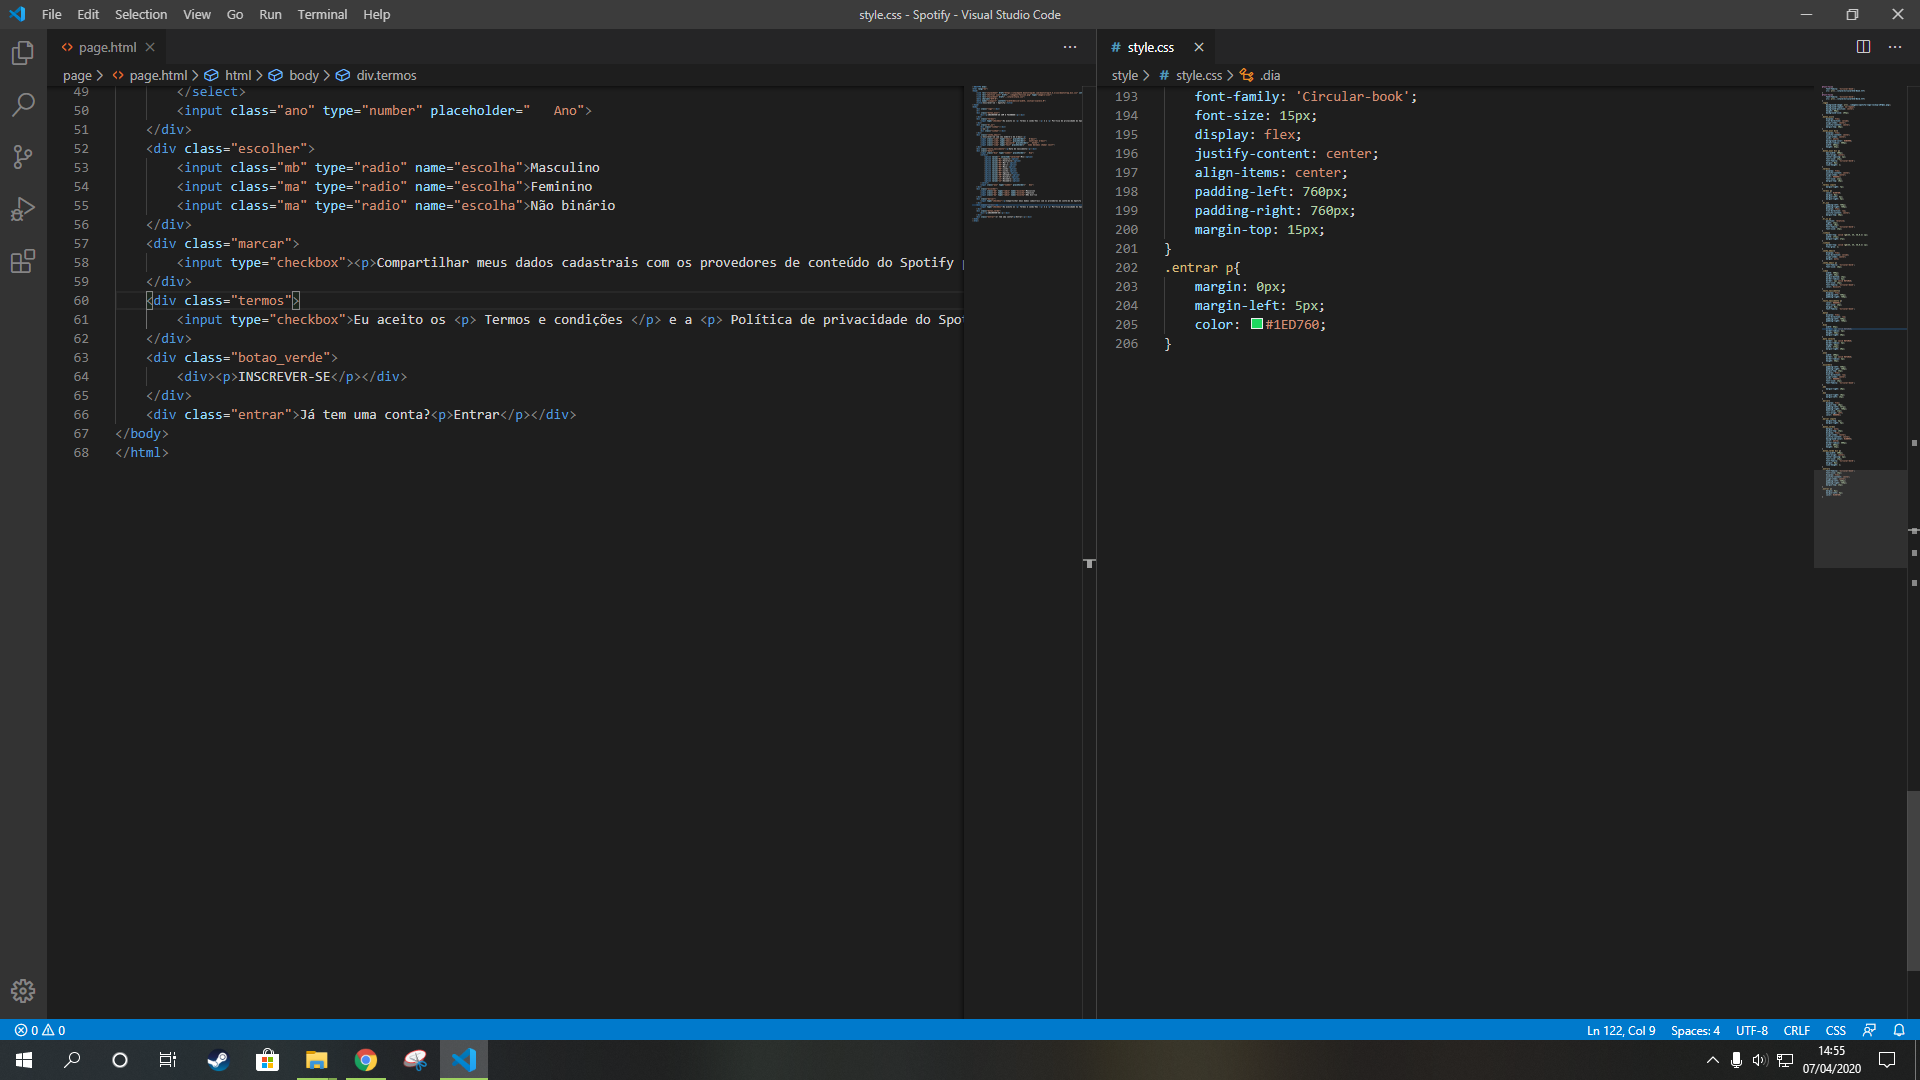 File Edit Selection View Go Run Terminal Help
style.css - Spotify - Visual Studio Code
page.html
page > page.html > html > body > div.termos
49 </select>
50 <input class="ano" type="number" placeholder="   Ano">
51 </div>
52 <div class="escolher">
53 <input class="mb" type="radio" name="escolha">Masculino
54 <input class="ma" type="radio" name="escolha">Feminino
55 <input class="ma" type="radio" name="escolha">Não binário
56 </div>
57 <div class="marcar">
58 <input type="checkbox"><p>Compartilhar meus dados cadastrais com os provedores de conteúdo do Spotify
59 </div>
60 <div class="termos">
61 <input type="checkbox">Eu aceito os <p> Termos e condições </p> e a <p> Política de privacidade do Spo
62 </div>
63 <div class="botao_verde">
64 <div><p>INSCREVER-SE</p></div>
65 </div>
66 <div class="entrar">Já tem uma conta?<p>Entrar</p></div>
67 </body>
68 </html>
# style.css
style > # style.css > .dia
193 font-family: 'Circular-book';
194 font-size: 15px;
195 display: flex;
196 justify-content: center;
197 align-items: center;
198 padding-left: 760px;
199 padding-right: 760px;
200 margin-top: 15px;
201 }
202 .entrar p{
203 margin: 0px;
204 margin-left: 5px;
205 color: #1ED760;
206 }
0 0
Ln 122, Col 9 Spaces: 4 UTF-8 CRLF CSS
14:55
07/04/2020